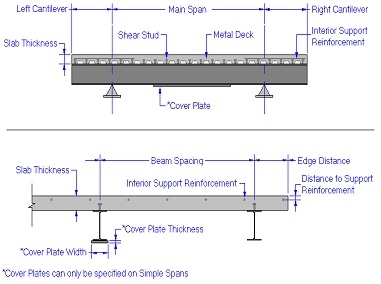 Left Cantilever
Main Span
Right Cantilever
Slab Thickness
Shear Stud
Metal Deck
Interior Support
Reinforcement
*Cover Plate
Beam Spacing
Edge Distance
Slab Thickness
Interior Support Reinforcement
Distance to Support
Reinforcement
*Cover Plate Thickness
*Cover Plate Width
*Cover Plates can only be specified on Simple Spans